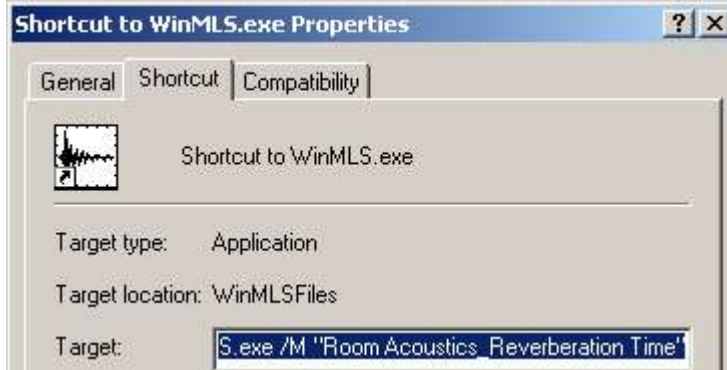 Shortcut to WinMLS.exe Properties
General Shortcut Compatibility
Shortcut to WinMLS.exe
Target type: Application
Target location: WinMLSFiles
Target: S.exe /M "Room Acoustics_Reverberation Time"